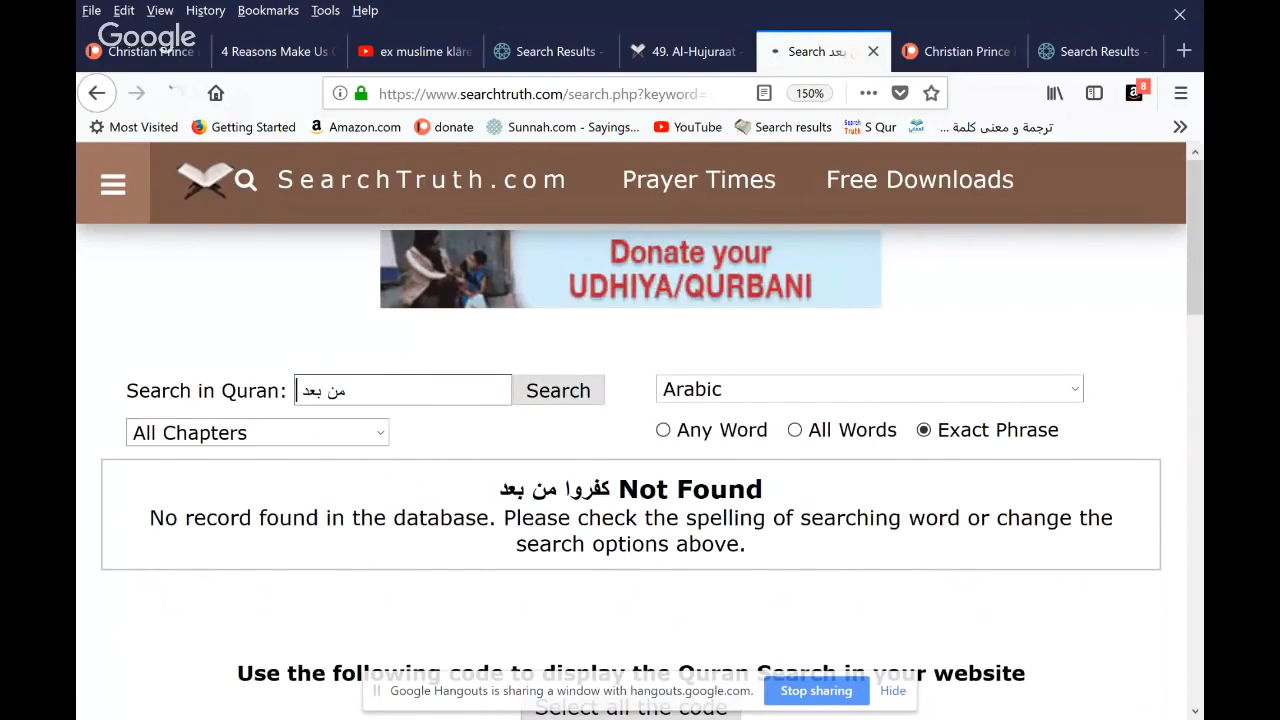 File Edit View History Bookmarks Tools Help
Google
Christian Prince
4 Reasons Make Us
ex muslime kläre
Search Results -
49. Al-Hujuraat
Search
بعد
Christian Prince
Search Results
https://www.searchtruth.com/search.php?keyword=
150%
8
Most Visited Getting Started Amazon.com donate Sunnah.com - Sayings... YouTube Search results S Qur ترجمة و معنى كلمة ...
SearchTruth.com Prayer Times Free Downloads
Donate your
UDHIYA/QURBANI
Search in Quran: من بعد Search Arabic
All Chapters Any Word All Words Exact Phrase
كفروا من بعد Not Found
No record found in the database. Please check the spelling of searching word or change the
search options above.
Use the following code to display the Quran Search in your website
Google Hangouts is sharing a window with hangouts.google.com. Stop sharing Hide
Select all the code